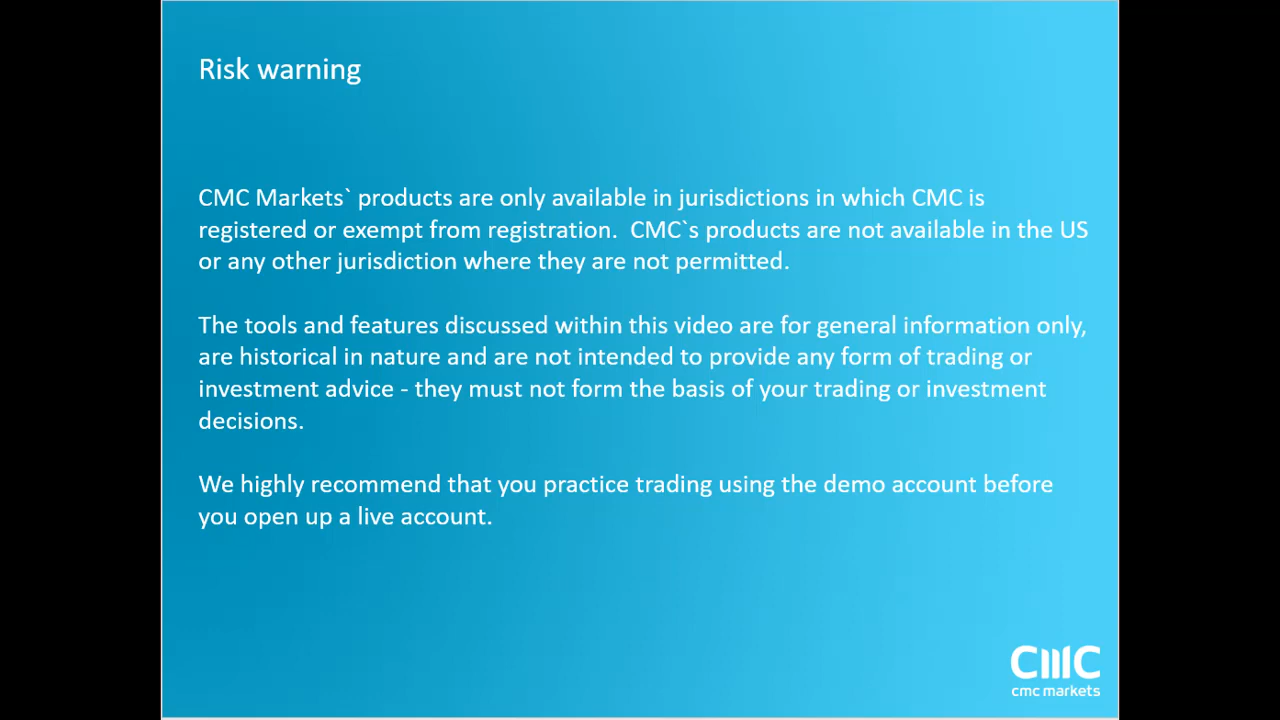 Risk warning
CMC Markets` products are only available in jurisdictions in which CMC is
registered or exempt from registration.  CMC`s products are not available in the US
or any other jurisdiction where they are not permitted.
The tools and features discussed within this video are for general information only,
are historical in nature and are not intended to provide any form of trading or
investment advice - they must not form the basis of your trading or investment
decisions.
We highly recommend that you practice trading using the demo account before
you open up a live account.
CMC
cmc markets